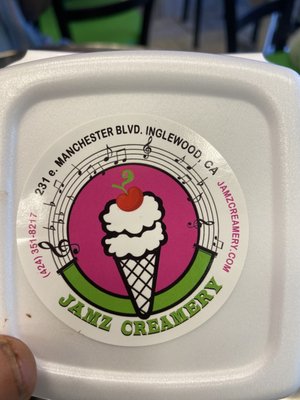 231 e. MANCHESTER BLVD. INGLEWOOD, CA
JAMZCREAMERY.COM
(424) 351-8217
JAMZ CREAMERY